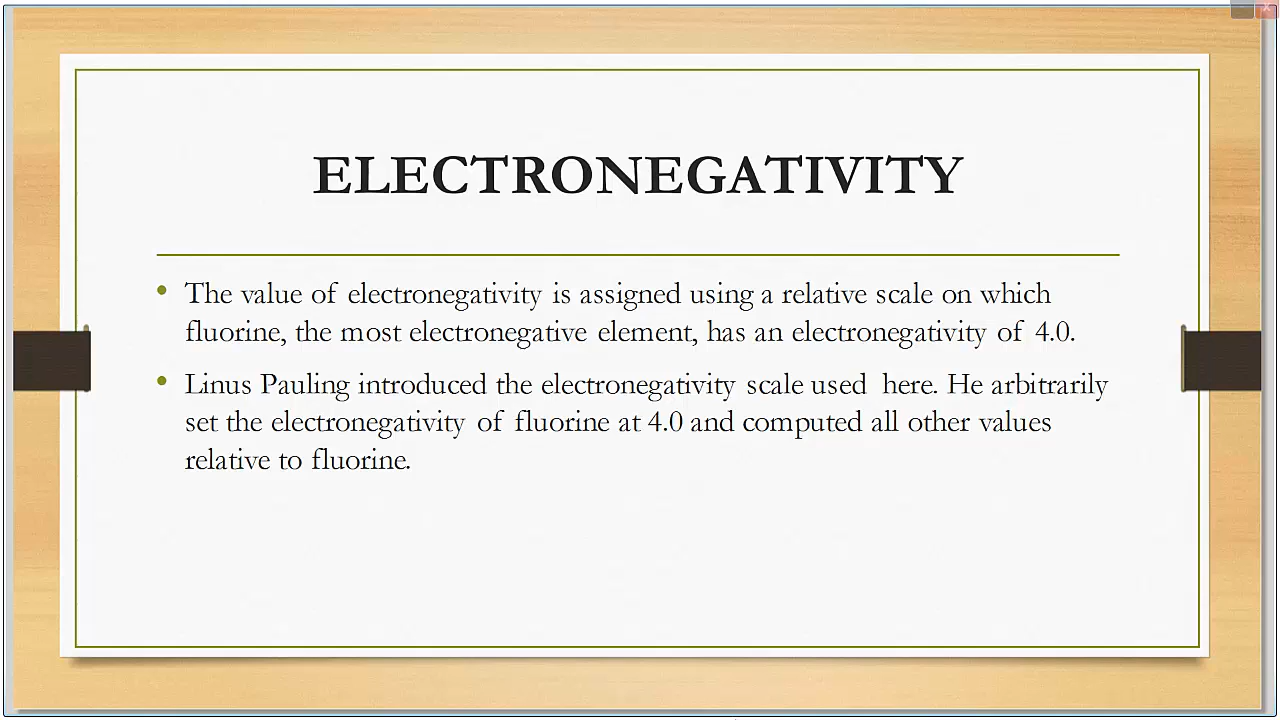 ELECTRONEGATIVITY
• The value of electronegativity is assigned using a relative scale on which
fluorine, the most electronegative element, has an electronegativity of 4.0.
• Linus Pauling introduced the electronegativity scale used here. He arbitrarily
set the electronegativity of fluorine at 4.0 and computed all other values
relative to fluorine.